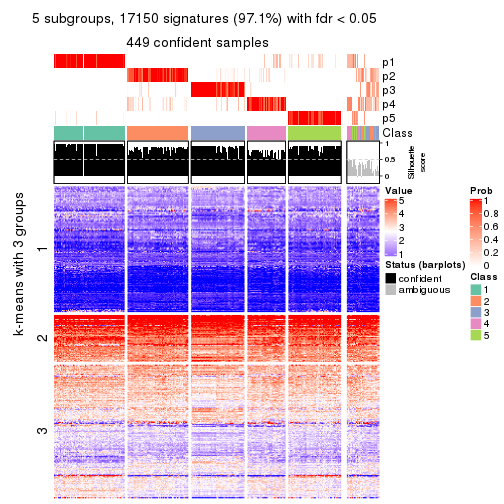 5 subgroups, 17150 signatures (97.1%) with fdr < 0.05
449 confident samples
p1
p2
p3
p4
p5
Class
1
0.5
0
Silhouette
score
k-means with 3 groups
1
2
3
Value
5
4
3
2
1
Status (barplots)
confident
ambiguous
Prob
1
0.8
0.6
0.4
0.2
0
Class
1
2
3
4
5